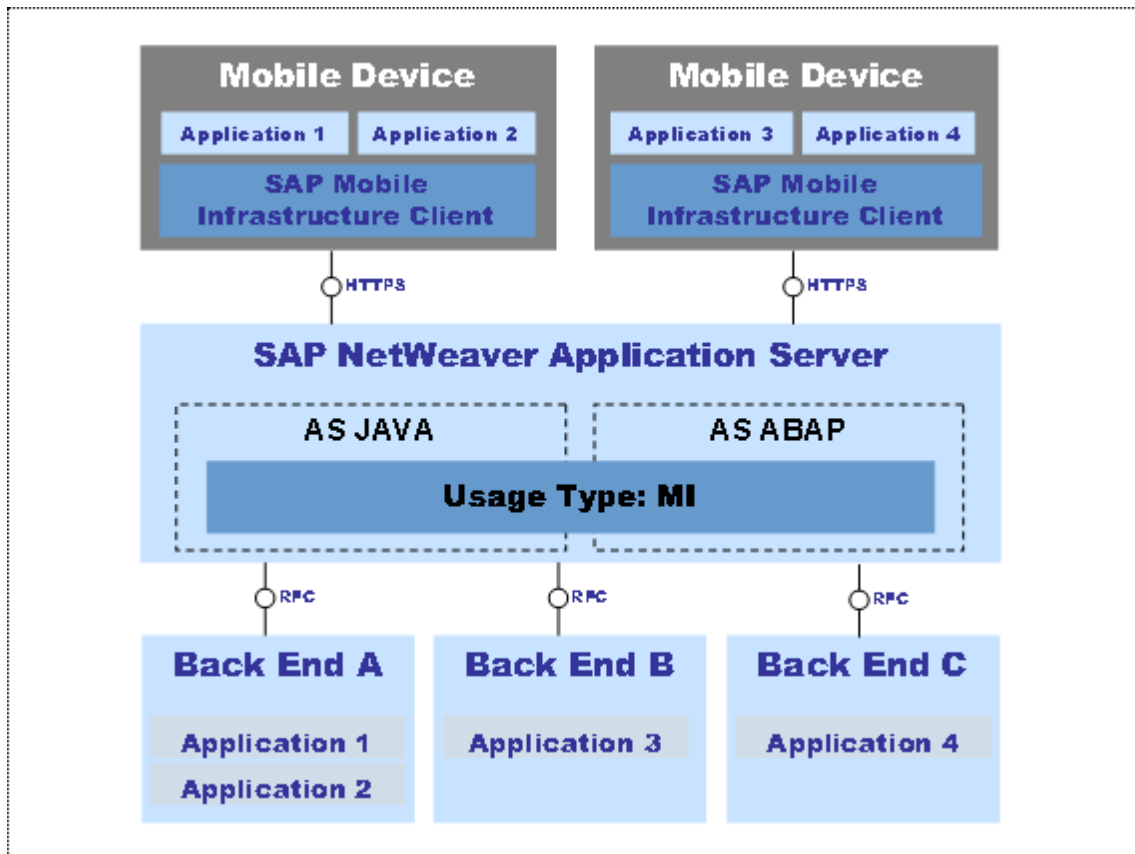 Mobile Device
Mobile Device
Application 1
Application 2
Application 3
Application 4
SAP Mobile
Infrastructure Client
SAP Mobile
Infrastructure Client
HTTPS
HTTPS
SAP NetWeaver Application Server
AS JAVA
AS ABAP
Usage Type: MI
RFC
RFC
RFC
Back End A
Back End B
Back End C
Application 1
Application 3
Application 4
Application 2